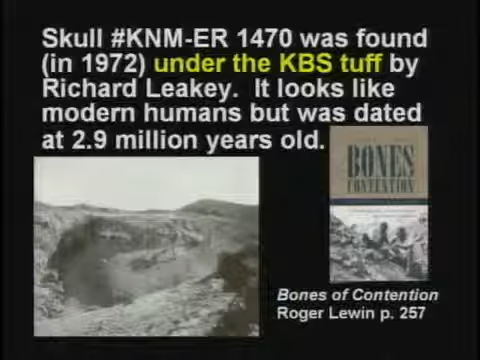 Skull #KNM-ER 1470 was found
(in 1972) under the KBS tuff by
Richard Leakey. It looks like
modern humans but was dated
at 2.9 million years old.
BONES
CONTENTION
Bones of Contention
Roger Lewin p. 257